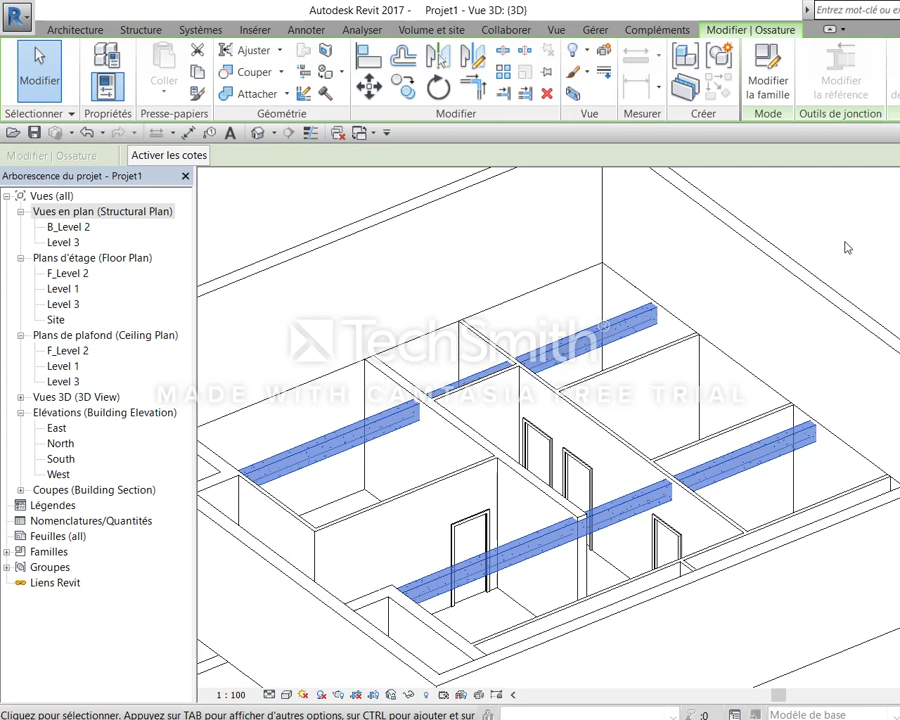 Autodesk Revit 2017 - Projet1 - Vue 3D: {3D}
Entrez mot-clé ou
Architecture Structure Systèmes Insérer Annoter Analyser Volume et site Collaborer Vue Gérer Compléments Modifier | Ossature
Modifier
Coller
Ajuster
Couper
Attacher
Modifier la famille
Modifier la référence
Sélectionner Propriétés Presse-papiers Géométrie Modifier Vue Mesurer Créer Mode Outils de jonction
Modifier | Ossature Activer les cotes
Arborescence du projet - Projet1
Vues (all)
Vues en plan (Structural Plan)
B_Level 2
Level 3
Plans d'étage (Floor Plan)
F_Level 2
Level 1
Level 3
Site
Plans de plafond (Ceiling Plan)
F_Level 2
Level 1
Level 3
Vues 3D (3D View)
Elévations (Building Elevation)
East
North
South
West
Coupes (Building Section)
Légendes
Nomenclatures/Quantités
Feuilles (all)
Familles
Groupes
Liens Revit
TechSmith®
MADE WITH CAMTASIA FREE TRIAL
1 : 100
Cliquez pour sélectionner. Appuyez sur TAB pour afficher d'autres options, sur CTRL pour ajouter et sur
:0
Modèle de base